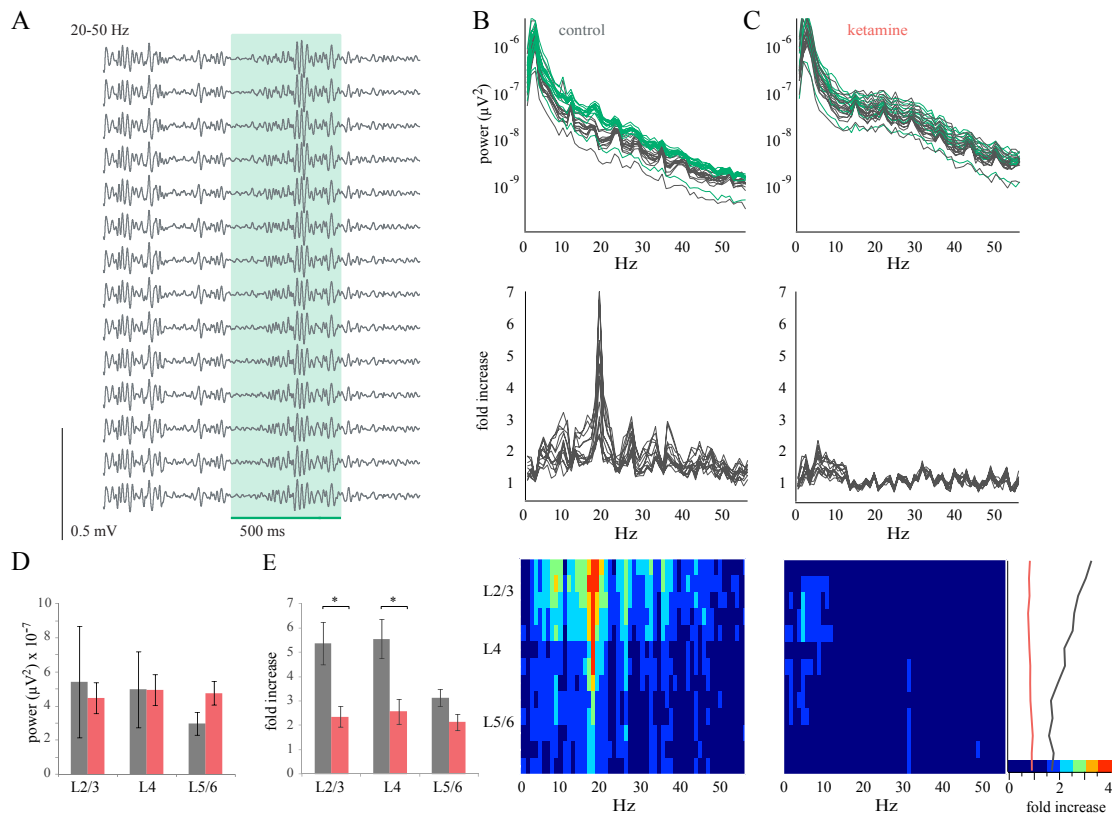 A
20-50 Hz
0.5 mV
500 ms
B
control
power (µV²)
10⁻⁶
10⁻⁷
10⁻⁸
10⁻⁹
0 10 20 30 40 50
Hz
C
ketamine
10⁻⁶
10⁻⁷
10⁻⁸
10⁻⁹
0 10 20 30 40 50
Hz
fold increase
7
6
5
4
3
2
1
0 10 20 30 40 50
Hz
7
6
5
4
3
2
1
0 10 20 30 40 50
Hz
D
power (µV²) x 10⁻⁷
10
8
6
4
2
0
L2/3 L4 L5/6
E
fold increase
7
6
5
4
3
2
1
0
* *
L2/3 L4 L5/6
L2/3
L4
L5/6
0 10 20 30 40 50
Hz
0 10 20 30 40 50
Hz
0 2 4
fold increase